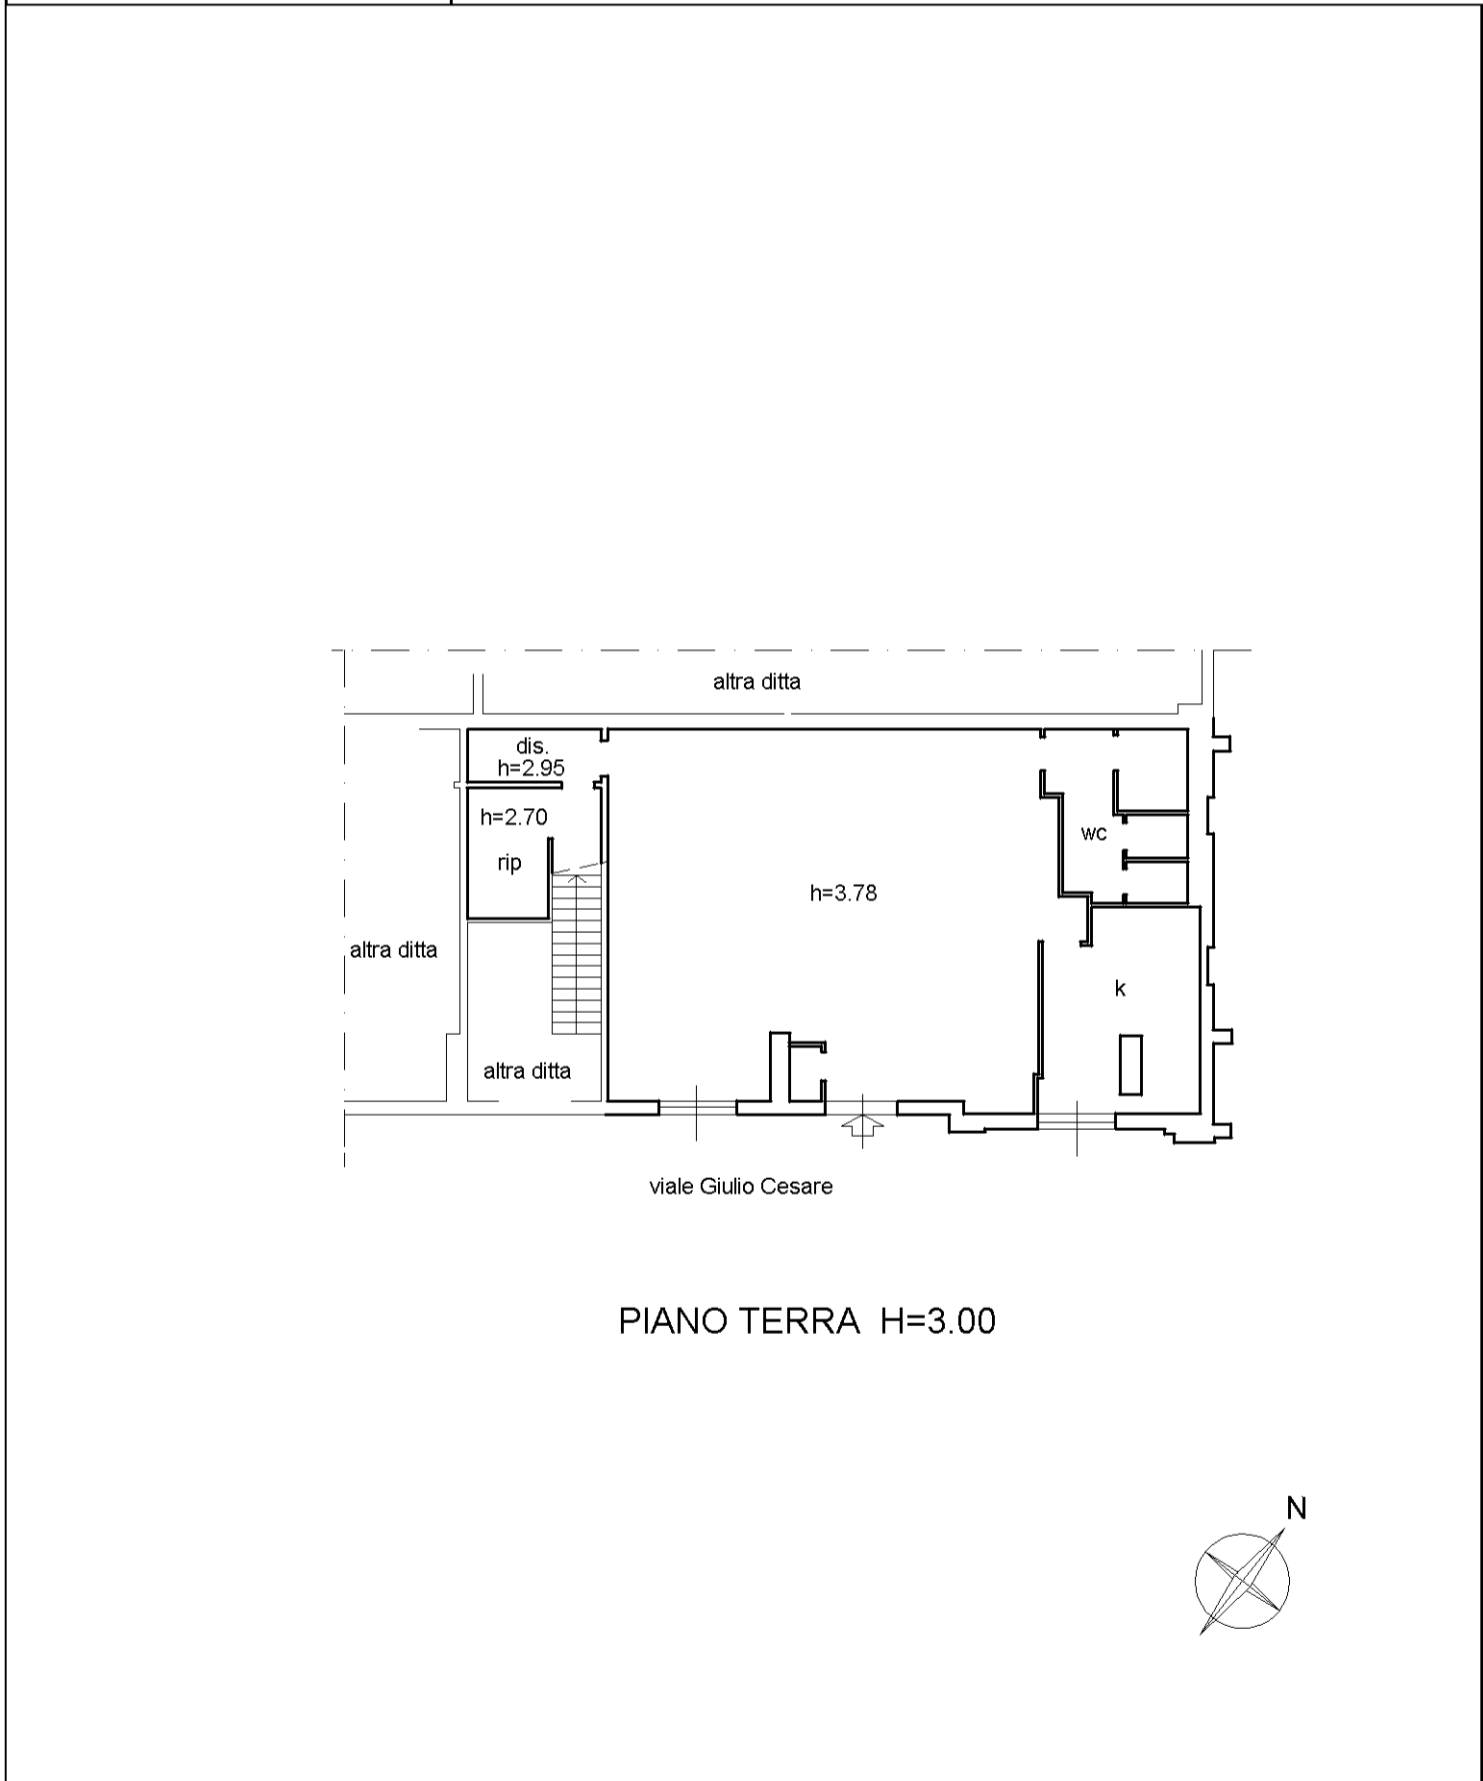 altra ditta
dis.
h=2.95
h=2.70
rip
wc
h=3.78
altra ditta
k
altra ditta
viale Giulio Cesare
PIANO TERRA H=3.00
N